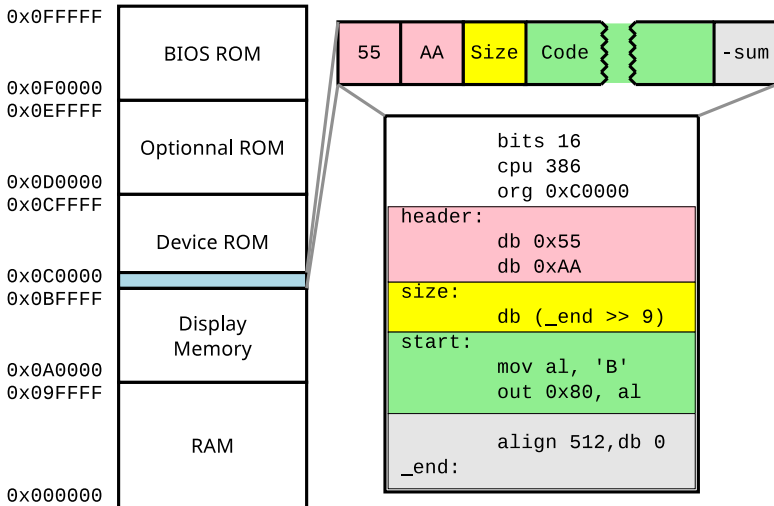 0x0FFFFF
BIOS ROM
0x0F0000
0x0EFFFF
Optionnal ROM
0x0D0000
0x0CFFFF
Device ROM
0x0C0000
0x0BFFFF
Display
Memory
0x0A0000
0x09FFFF
RAM
0x000000
55 AA Size Code -sum
bits 16
cpu 386
org 0xC0000
header:
db 0x55
db 0xAA
size:
db (_end >> 9)
start:
mov al, 'B'
out 0x80, al
align 512,db 0
_end: